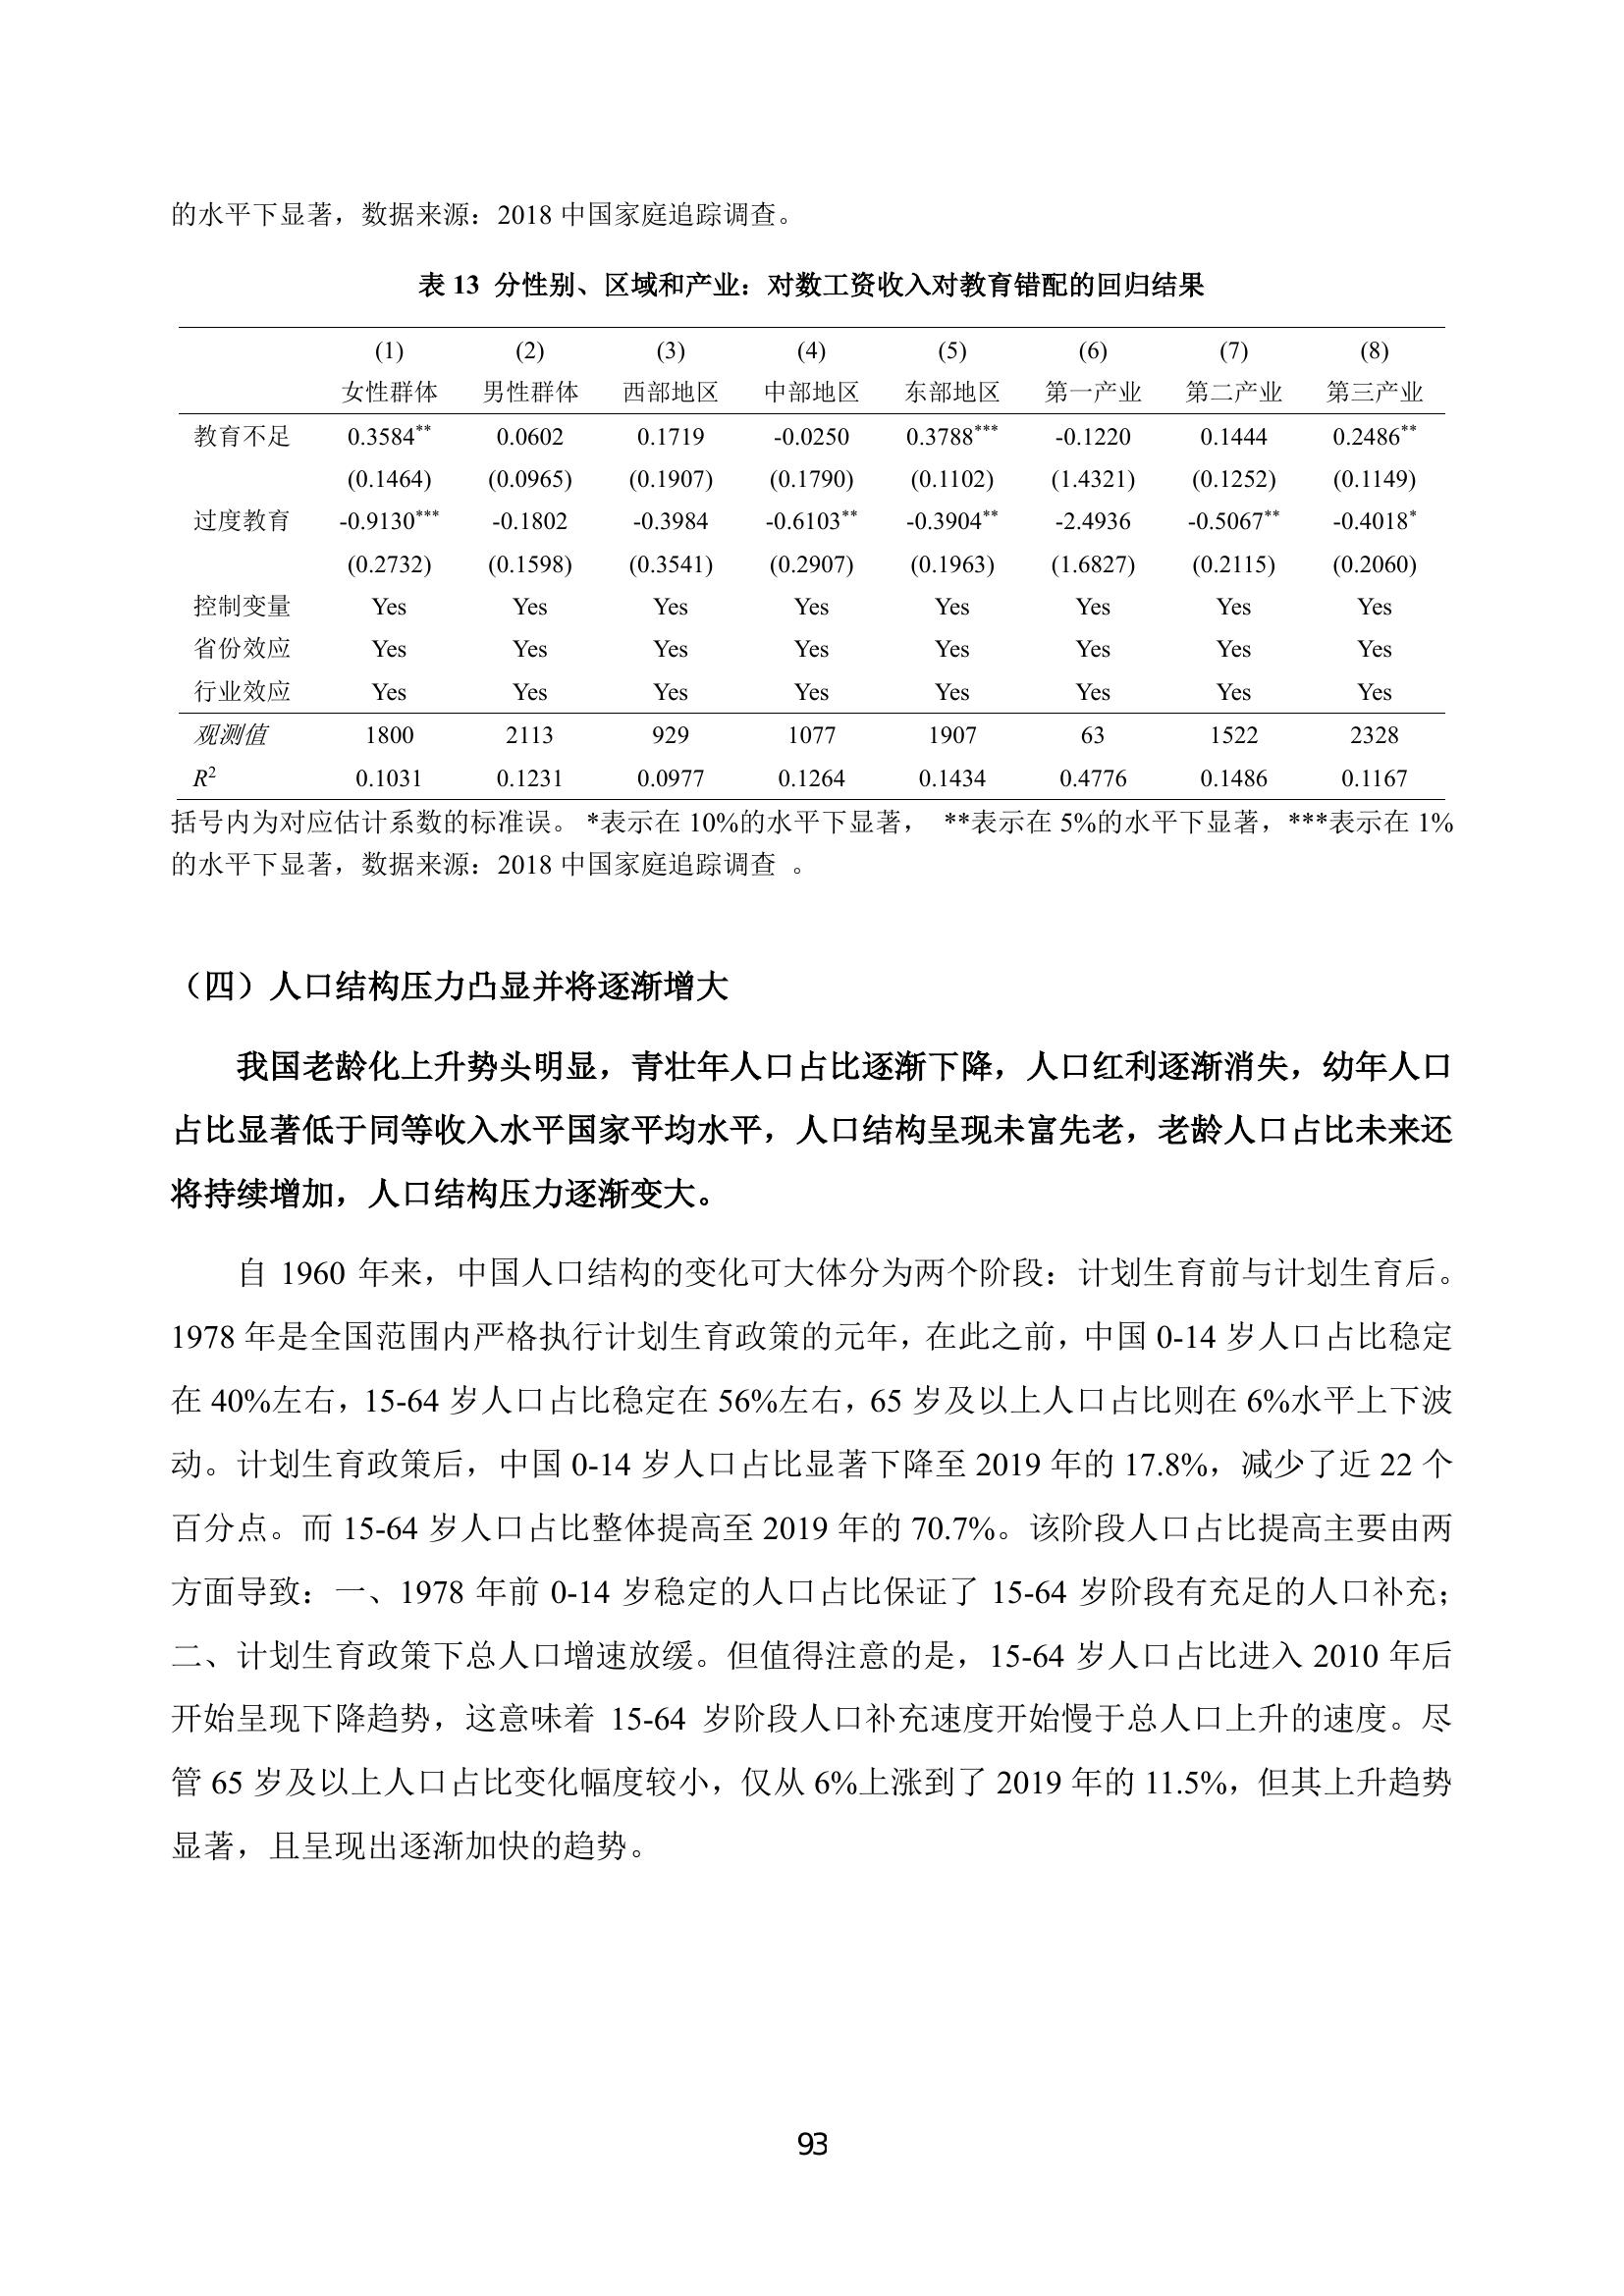 的水平下显著，数据来源：2018 中国家庭追踪调查。
表 13 分性别、区域和产业：对数工资收入对教育错配的回归结果
(1) (2) (3) (4) (5) (6) (7) (8)
女性群体 男性群体 西部地区 中部地区 东部地区 第一产业 第二产业 第三产业
教育不足 0.3584** 0.0602 0.1719 -0.0250 0.3788*** -0.1220 0.1444 0.2486**
(0.1464) (0.0965) (0.1907) (0.1790) (0.1102) (1.4321) (0.1252) (0.1149)
过度教育 -0.9130*** -0.1802 -0.3984 -0.6103** -0.3904** -2.4936 -0.5067** -0.4018*
(0.2732) (0.1598) (0.3541) (0.2907) (0.1963) (1.6827) (0.2115) (0.2060)
控制变量 Yes Yes Yes Yes Yes Yes Yes Yes
省份效应 Yes Yes Yes Yes Yes Yes Yes Yes
行业效应 Yes Yes Yes Yes Yes Yes Yes Yes
观测值 1800 2113 929 1077 1907 63 1522 2328
R² 0.1031 0.1231 0.0977 0.1264 0.1434 0.4776 0.1486 0.1167
括号内为对应估计系数的标准误。 *表示在 10%的水平下显著， **表示在 5%的水平下显著，***表示在 1%
的水平下显著，数据来源：2018 中国家庭追踪调查 。
（四）人口结构压力凸显并将逐渐增大
我国老龄化上升势头明显，青壮年人口占比逐渐下降，人口红利逐渐消失，幼年人口
占比显著低于同等收入水平国家平均水平，人口结构呈现未富先老，老龄人口占比未来还
将持续增加，人口结构压力逐渐变大。
自 1960 年来，中国人口结构的变化可大体分为两个阶段：计划生育前与计划生育后。
1978 年是全国范围内严格执行计划生育政策的元年，在此之前，中国 0-14 岁人口占比稳定
在 40%左右，15-64 岁人口占比稳定在 56%左右，65 岁及以上人口占比则在 6%水平上下波
动。计划生育政策后，中国 0-14 岁人口占比显著下降至 2019 年的 17.8%，减少了近 22 个
百分点。而 15-64 岁人口占比整体提高至 2019 年的 70.7%。该阶段人口占比提高主要由两
方面导致：一、1978 年前 0-14 岁稳定的人口占比保证了 15-64 岁阶段有充足的人口补充；
二、计划生育政策下总人口增速放缓。但值得注意的是，15-64 岁人口占比进入 2010 年后
开始呈现下降趋势，这意味着 15-64 岁阶段人口补充速度开始慢于总人口上升的速度。尽
管 65 岁及以上人口占比变化幅度较小，仅从 6%上涨到了 2019 年的 11.5%，但其上升趋势
显著，且呈现出逐渐加快的趋势。
93